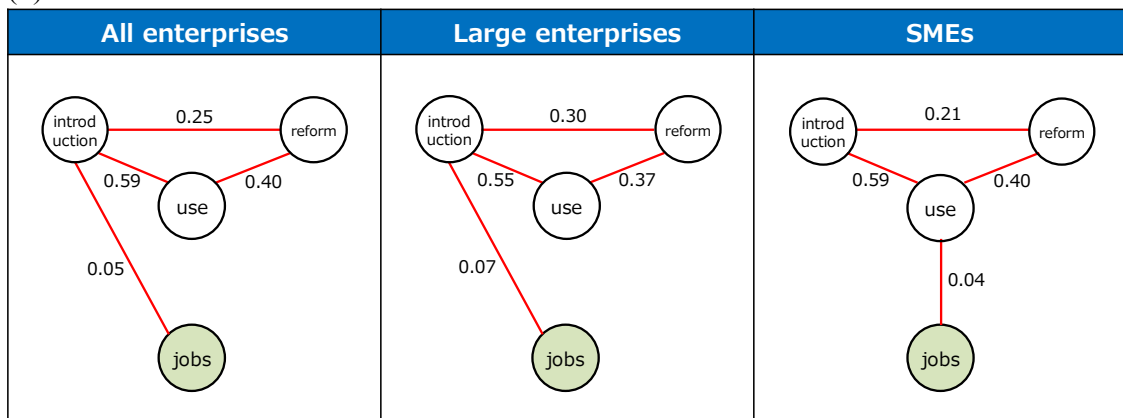 All enterprises
Large enterprises
SMEs
introd
uction
0.25
reform
0.59
0.40
use
0.05
jobs
introd
uction
0.30
reform
0.55
0.37
use
0.07
jobs
introd
uction
0.21
reform
0.59
0.40
use
0.04
jobs